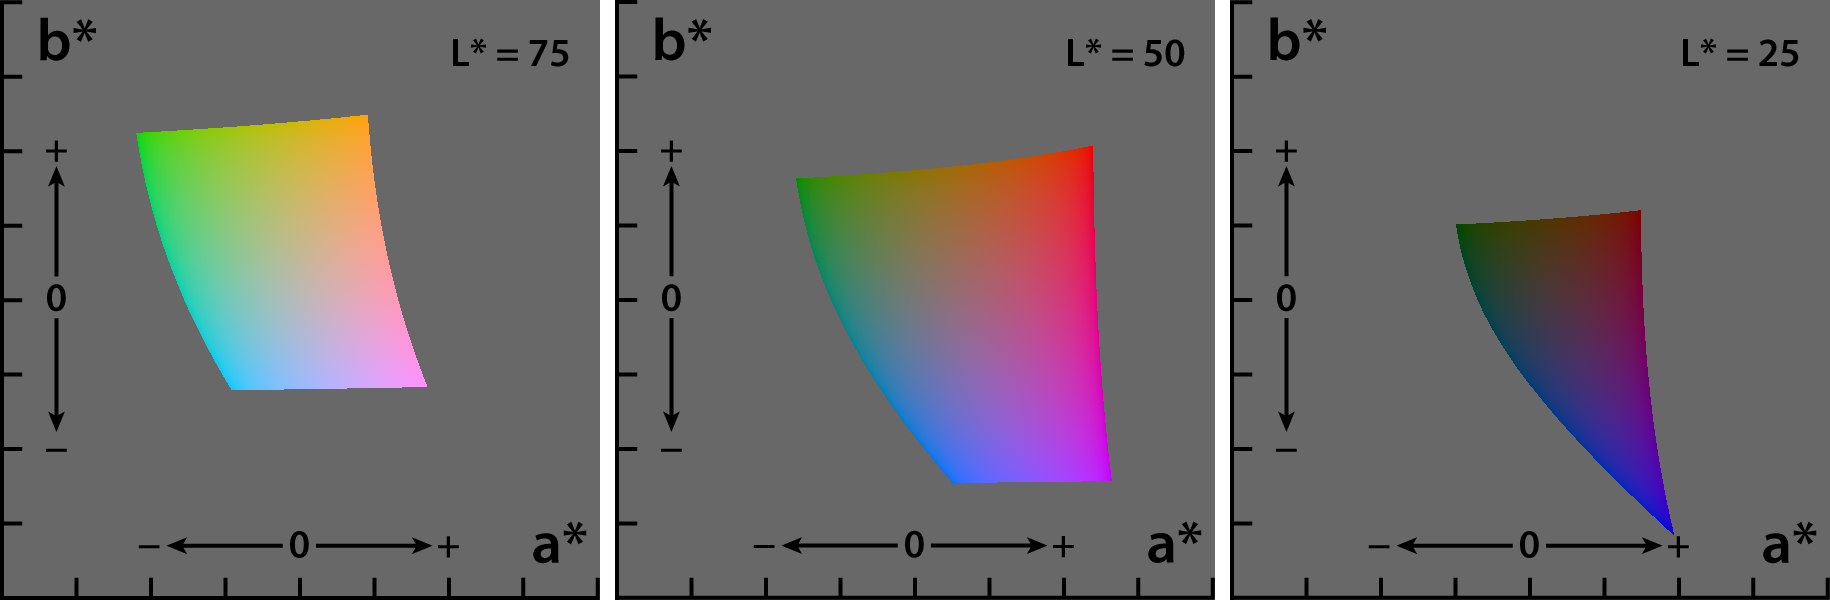 b*
L* = 75
+
0
−
− 0 +
a*
b*
L* = 50
+
0
−
− 0 +
a*
b*
L* = 25
+
0
−
− 0 +
a*